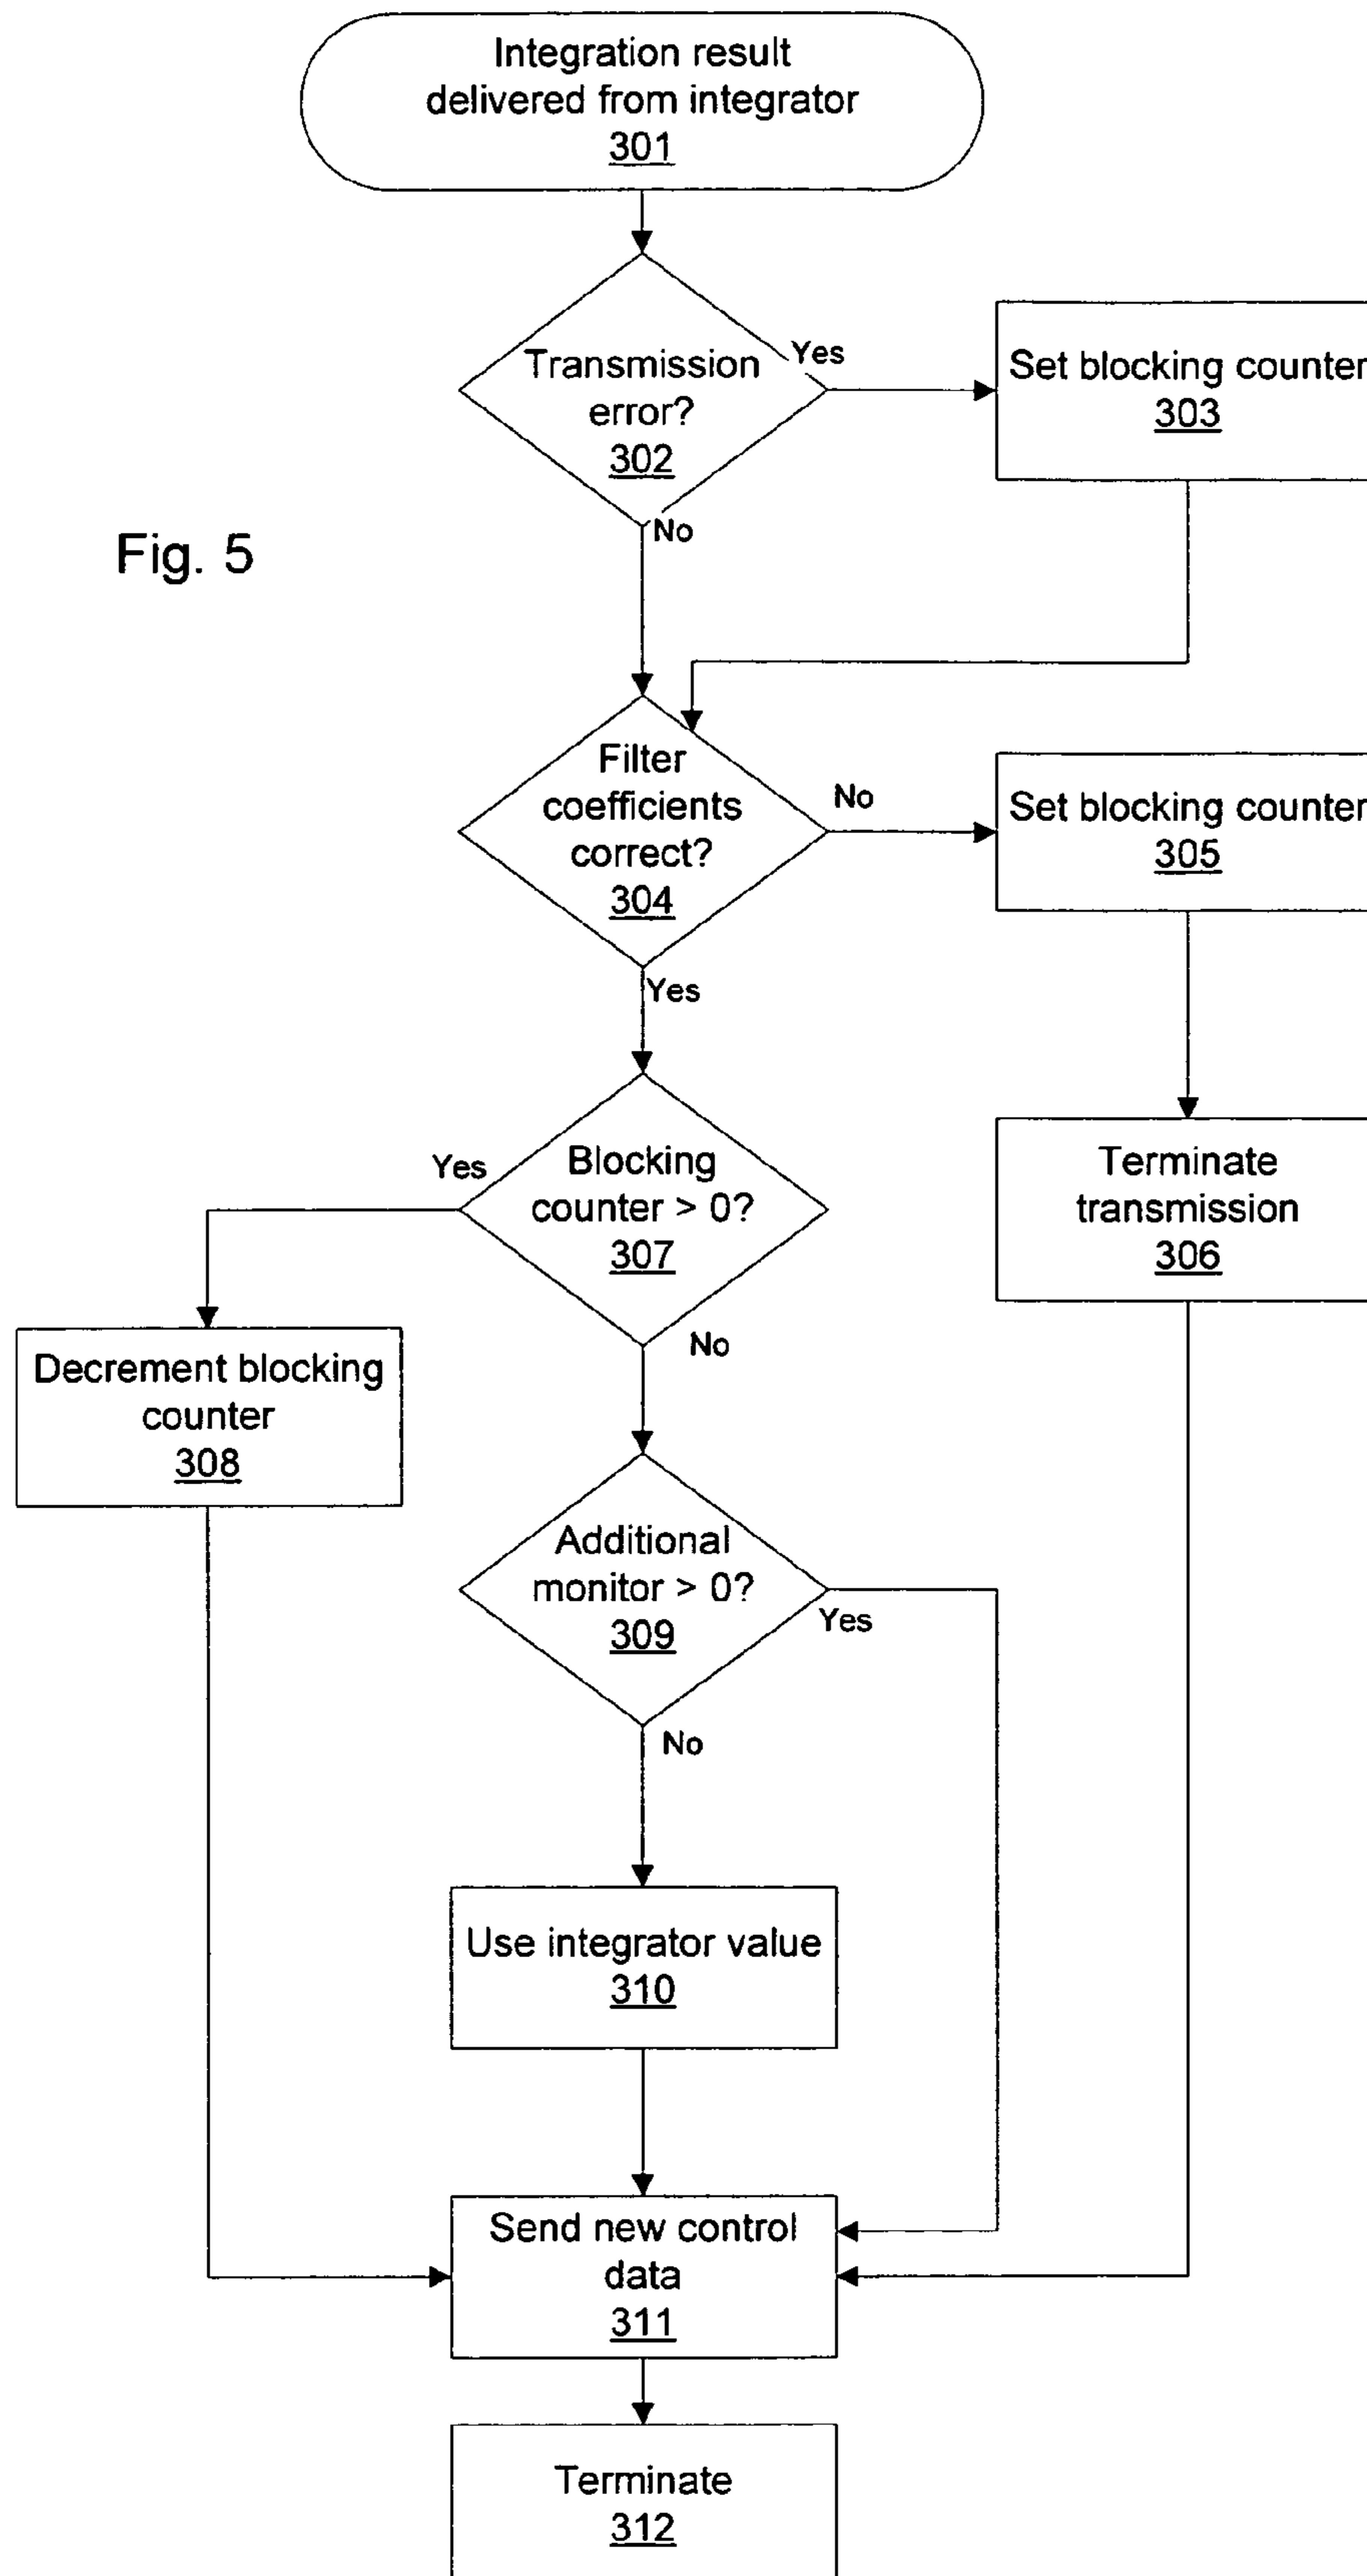 Integration result
delivered from integrator
301
Transmission
error?
302
Yes
No
Set blocking counter
303
Fig. 5
Filter
coefficients
correct?
304
No
Yes
Set blocking counter
305
Terminate
transmission
306
Blocking
counter > 0?
307
Yes
No
Decrement blocking
counter
308
Additional
monitor > 0?
309
Yes
No
Use integrator value
310
Send new control
data
311
Terminate
312